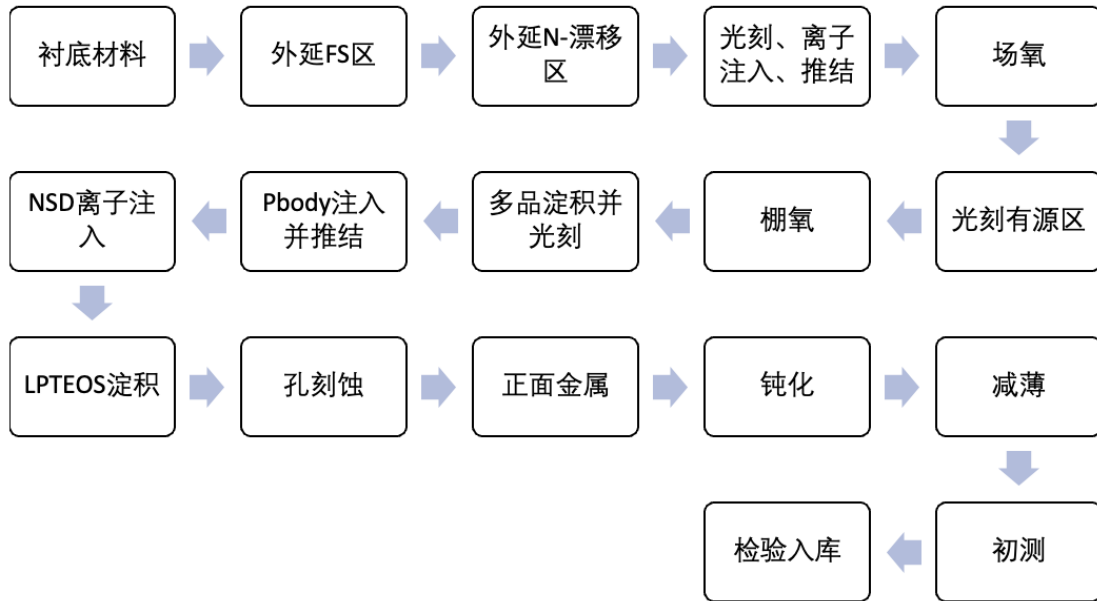 衬底材料
外延FS区
外延N-漂移
区
光刻、离子
注入、推结
场氧
NSD离子注
入
Pbody注入
并推结
多品淀积并
光刻
棚氧
光刻有源区
LPTEOS淀积
孔刻蚀
正面金属
钝化
减薄
检验入库
初测